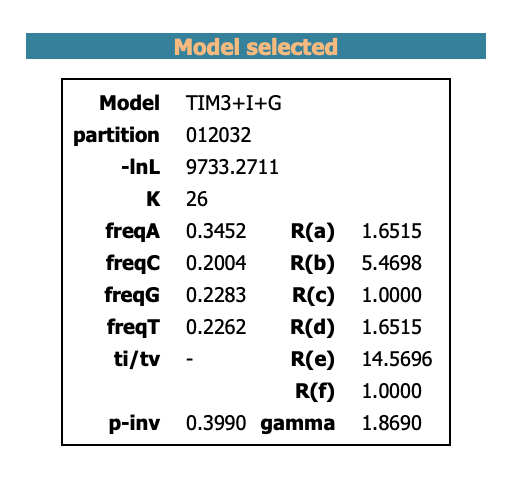 Model selected
Model TIM3+I+G
partition 012032
-lnL 9733.2711
K 26
freqA 0.3452 R(a) 1.6515
freqC 0.2004 R(b) 5.4698
freqG 0.2283 R(c) 1.0000
freqT 0.2262 R(d) 1.6515
ti/tv - R(e) 14.5696
R(f) 1.0000
p-inv 0.3990 gamma 1.8690